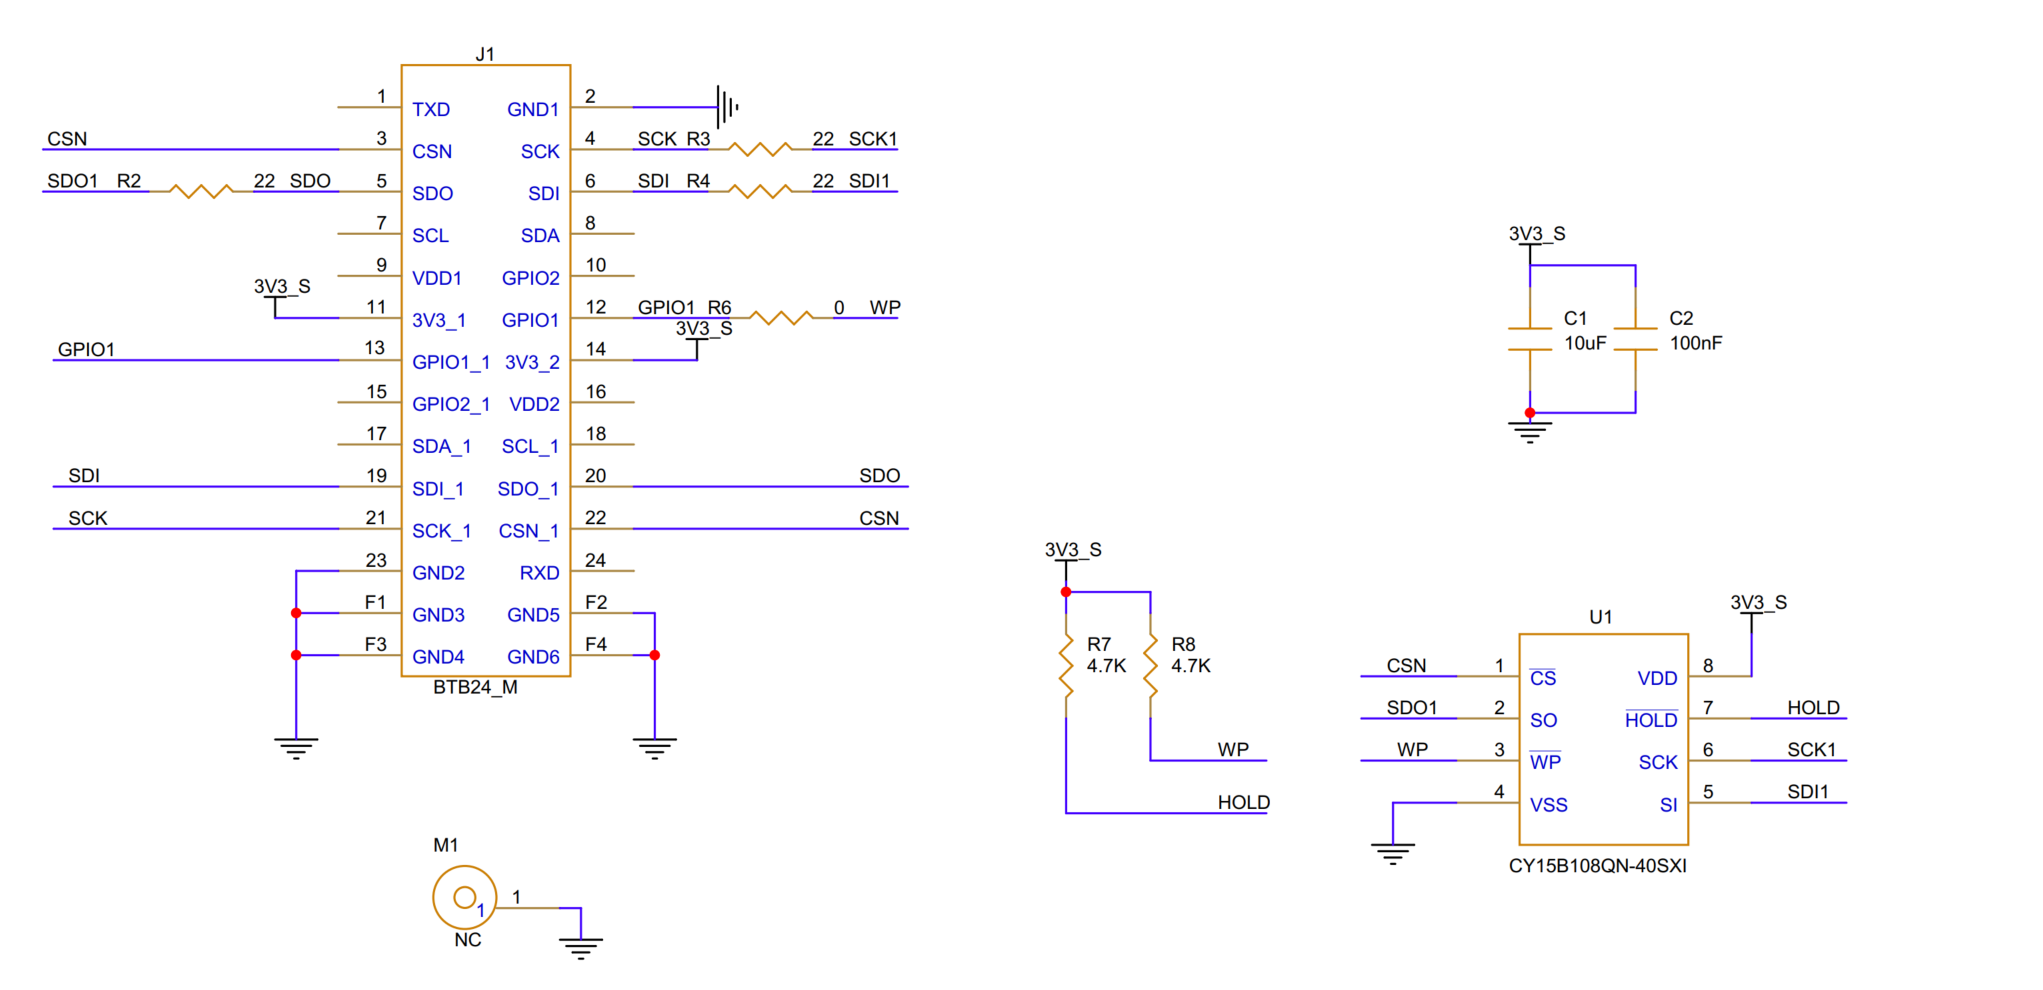 J1
1 TXD GND1 2
CSN 3 CSN SCK 4 SCK R3 22 SCK1
SDO1 R2 22 SDO 5 SDO SDI 6 SDI R4 22 SDI1
7 SCL SDA 8
9 VDD1 GPIO2 10
3V3_S 11 3V3_1 GPIO1 12 GPIO1 R6 0 WP
GPIO1 13 GPIO1_1 3V3_2 14 3V3_S
15 GPIO2_1 VDD2 16
17 SDA_1 SCL_1 18
SDI 19 SDI_1 SDO_1 20 SDO
SCK 21 SCK_1 CSN_1 22 CSN
23 GND2 RXD 24
F1 GND3 GND5 F2
F3 GND4 GND6 F4
BTB24_M
M1
1 1
NC
3V3_S
C1 C2
10uF 100nF
3V3_S
R7 R8
4.7K 4.7K
WP
HOLD
3V3_S
U1
CSN 1 CS VDD 8
SDO1 2 SO HOLD 7 HOLD
WP 3 WP SCK 6 SCK1
4 VSS SI 5 SDI1
CY15B108QN-40SXI